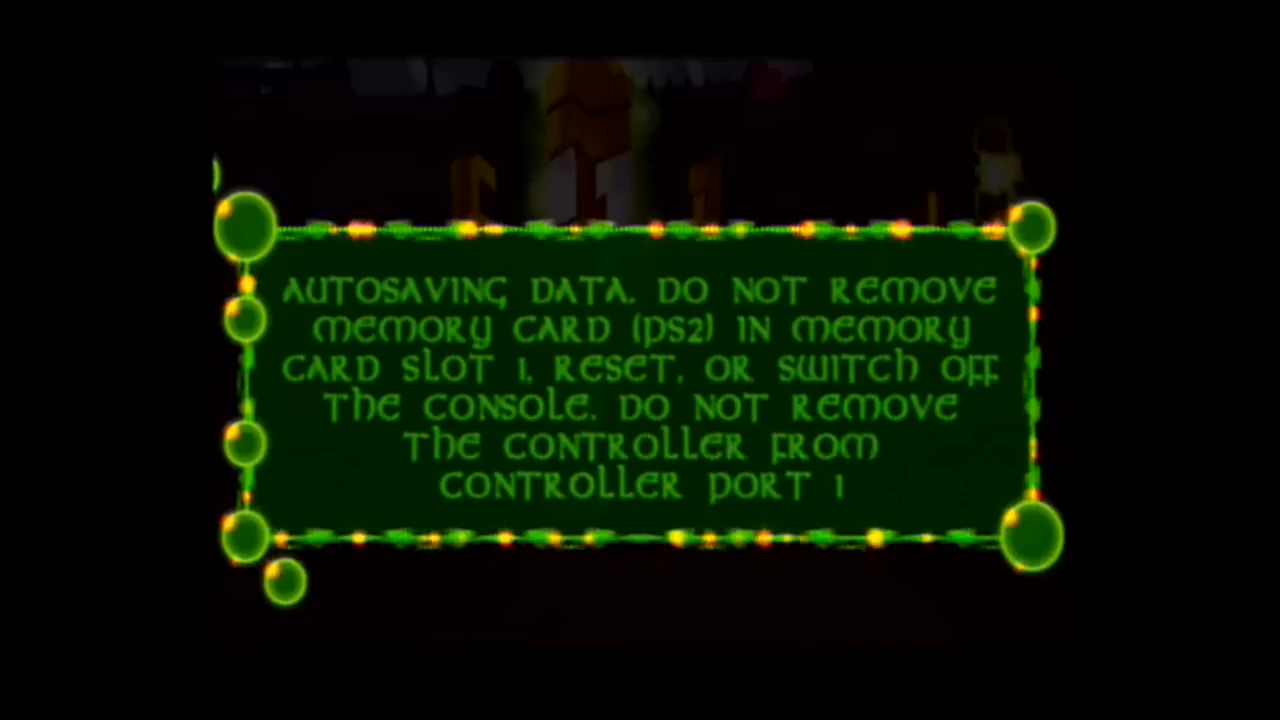 AUTOSAVING DATA. DO NOT REMOVE
MEMORY CARD (PS2) IN MEMORY
CARD SLOT 1, RESET, OR SWITCH OFF
THE CONSOLE. DO NOT REMOVE
THE CONTROLLER FROM
CONTROLLER PORT 1